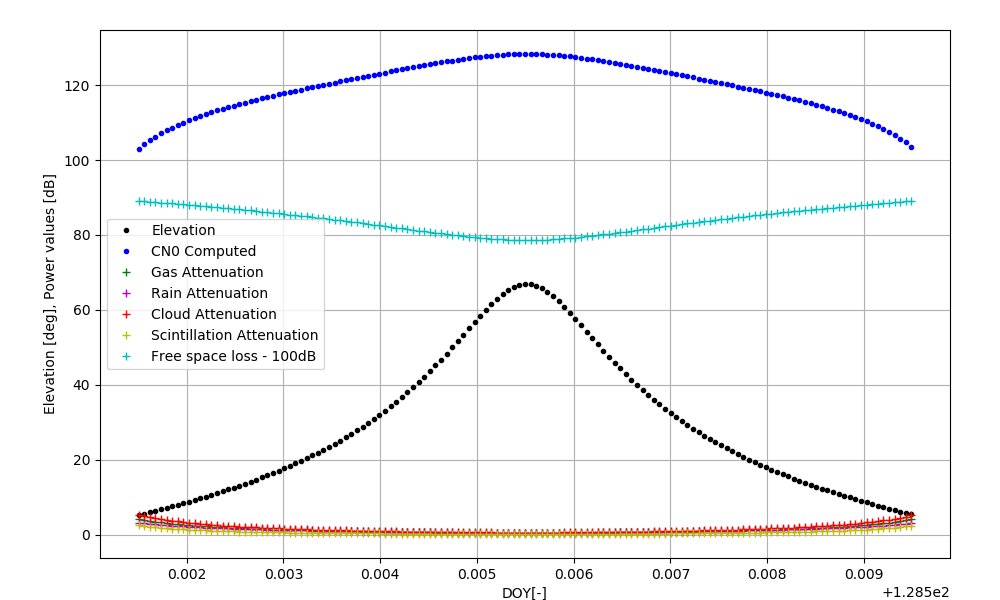 Elevation [deg], Power values [dB]
120
100
80
60
40
20
0
Elevation
CN0 Computed
Gas Attenuation
Rain Attenuation
Cloud Attenuation
Scintillation Attenuation
Free space loss - 100dB
0.002 0.003 0.004 0.005 0.006 0.007 0.008 0.009
DOY[-]
+1.285e2